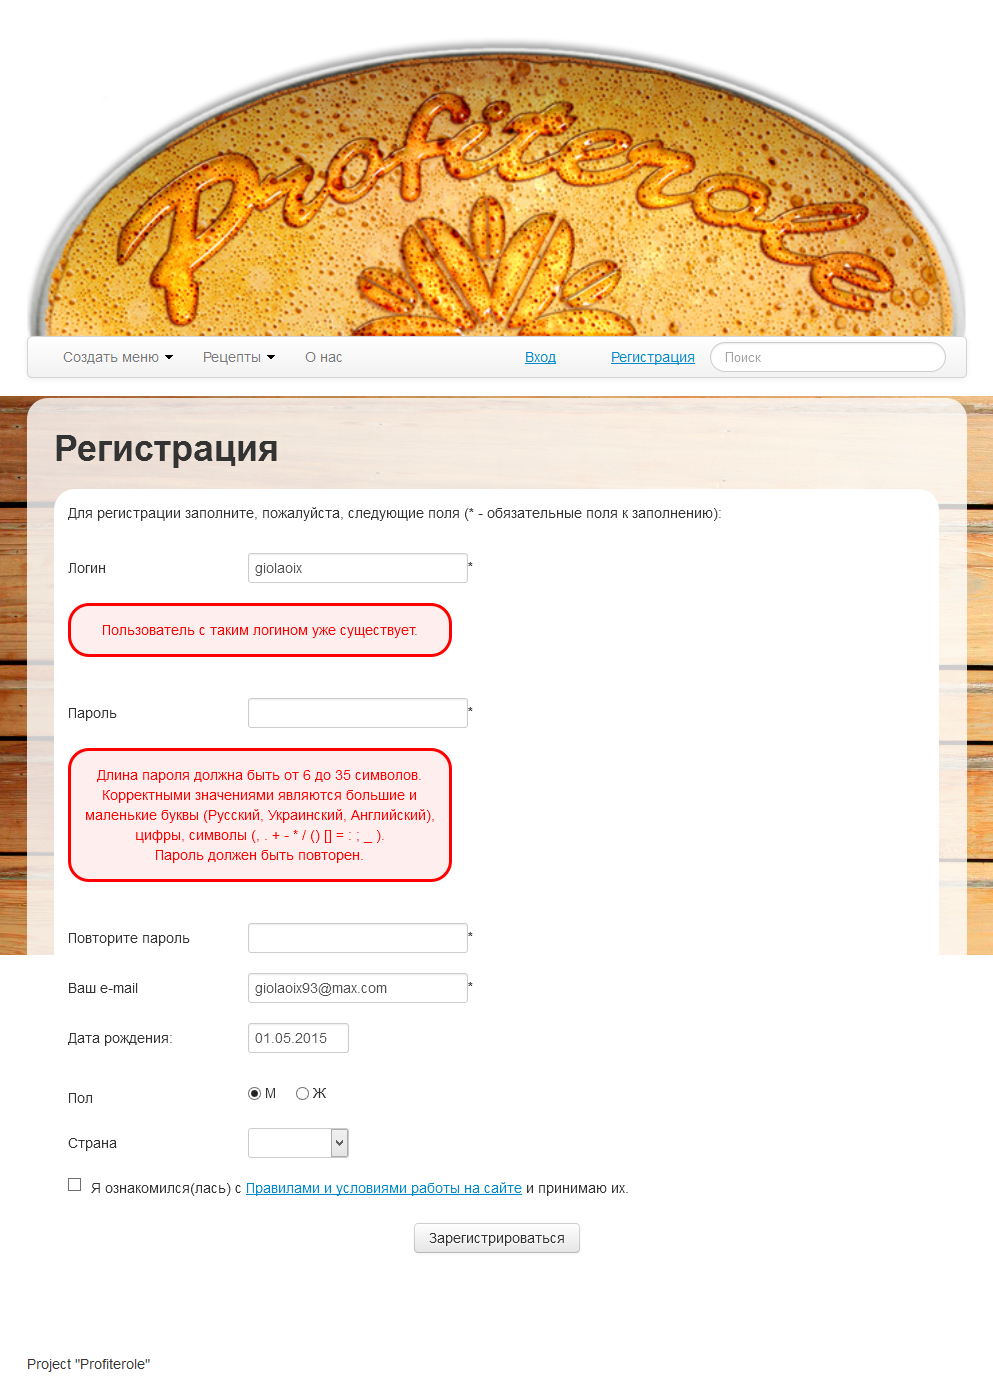 Profiterole
Создать меню Рецепты О нас Вход Регистрация Поиск
Регистрация
Для регистрации заполните, пожалуйста, следующие поля (* - обязательные поля к заполнению):
Логин giolaoix *
Пользователь с таким логином уже существует.
Пароль *
Длина пароля должна быть от 6 до 35 символов.
Корректными значениями являются большие и
маленькие буквы (Русский, Украинский, Английский),
цифры, символы (, . + - * / () [] = : ; _ ).
Пароль должен быть повторен.
Повторите пароль *
Ваш e-mail giolaoix93@max.com *
Дата рождения: 01.05.2015
Пол М Ж
Страна
Я ознакомился(лась) с Правилами и условиями работы на сайте и принимаю их.
Зарегистрироваться
Project "Profiterole"